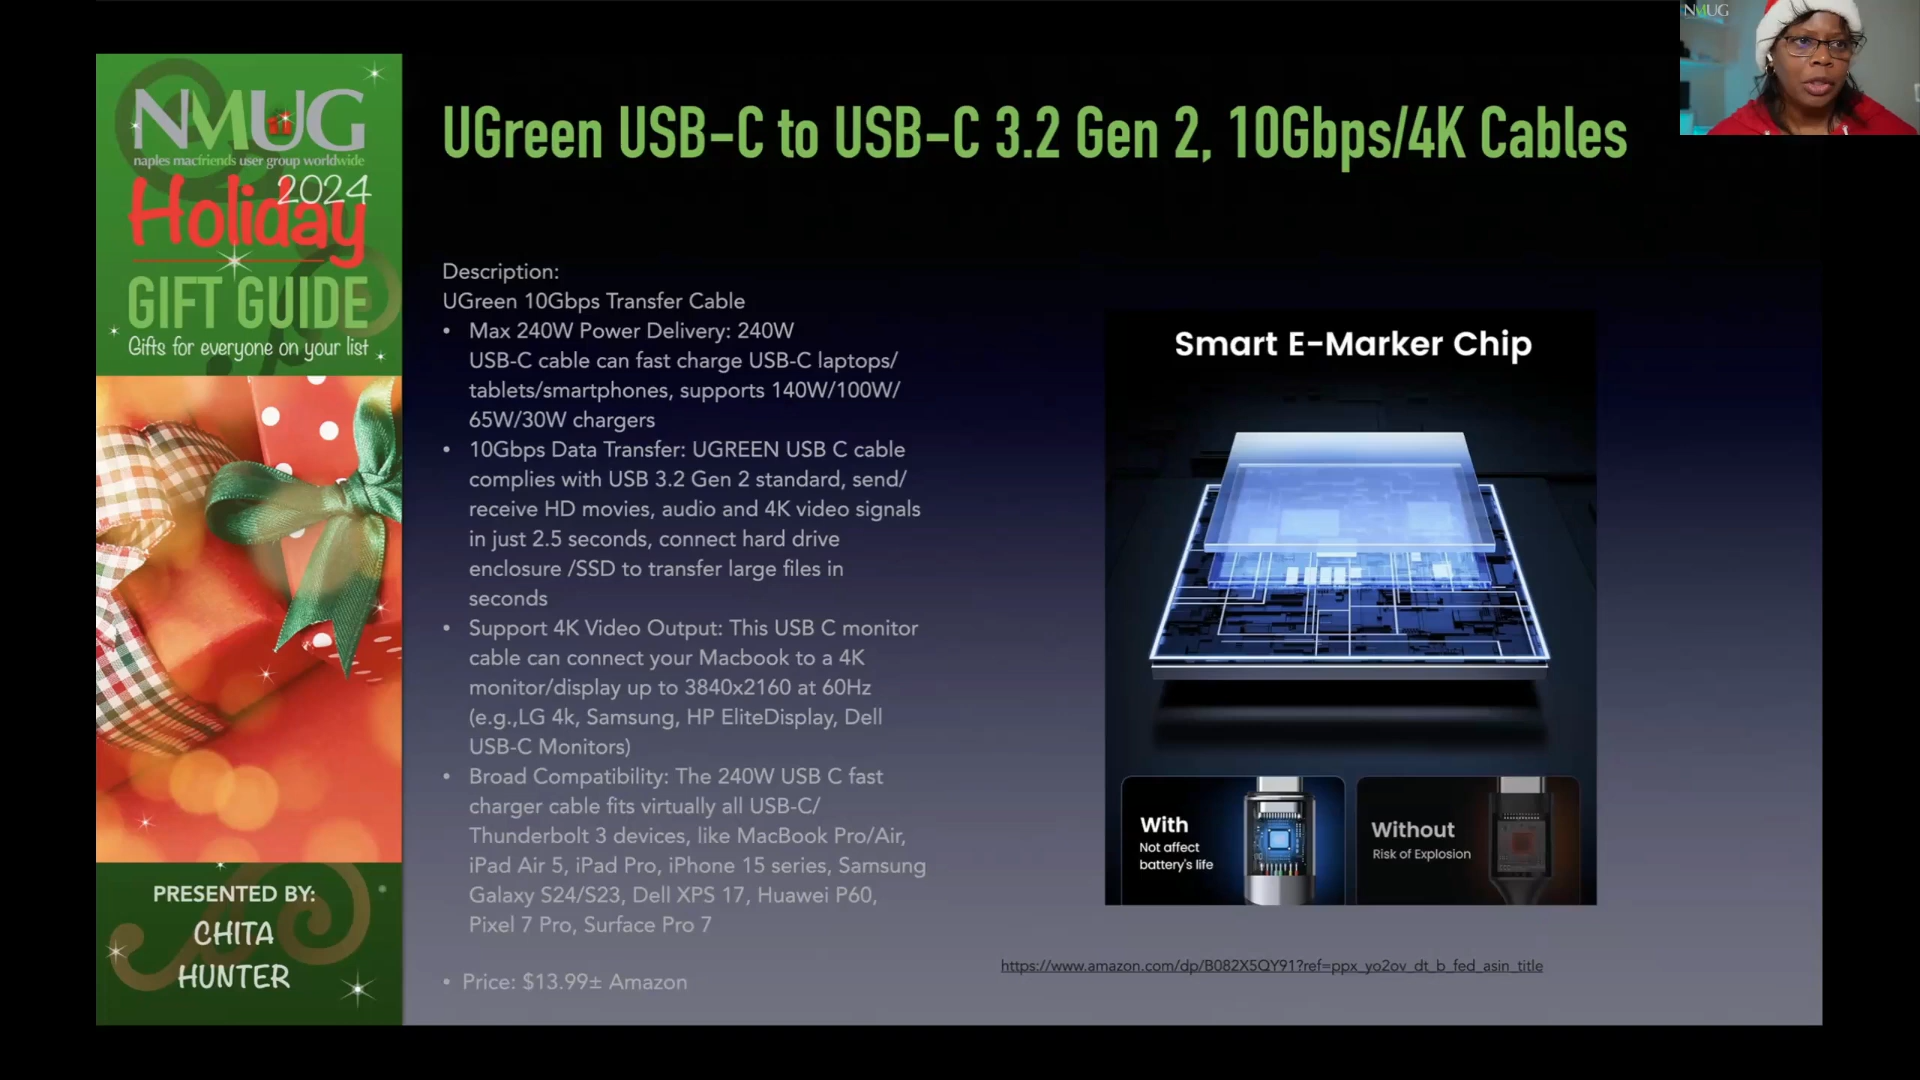 NMUG
naples macfriends user group worldwide
2024
Holiday
GIFT GUIDE
Gifts for everyone on your list
PRESENTED BY:
CHITA
HUNTER
UGreen USB-C to USB-C 3.2 Gen 2, 10Gbps/4K Cables
Description:
UGreen 10Gbps Transfer Cable
• Max 240W Power Delivery: 240W
USB-C cable can fast charge USB-C laptops/
tablets/smartphones, supports 140W/100W/
65W/30W chargers
• 10Gbps Data Transfer: UGREEN USB C cable
complies with USB 3.2 Gen 2 standard, send/
receive HD movies, audio and 4K video signals
in just 2.5 seconds, connect hard drive
enclosure /SSD to transfer large files in
seconds
• Support 4K Video Output: This USB C monitor
cable can connect your Macbook to a 4K
monitor/display up to 3840x2160 at 60Hz
(e.g.,LG 4k, Samsung, HP EliteDisplay, Dell
USB-C Monitors)
• Broad Compatibility: The 240W USB C fast
charger cable fits virtually all USB-C/
Thunderbolt 3 devices, like MacBook Pro/Air,
iPad Air 5, iPad Pro, iPhone 15 series, Samsung
Galaxy S24/S23, Dell XPS 17, Huawei P60,
Pixel 7 Pro, Surface Pro 7
• Price: $13.99± Amazon
Smart E-Marker Chip
With
Not affect
battery's life
Without
Risk of Explosion
https://www.amazon.com/dp/B082X5QY91?ref=ppx_yo2ov_dt_b_fed_asin_title
NMUG